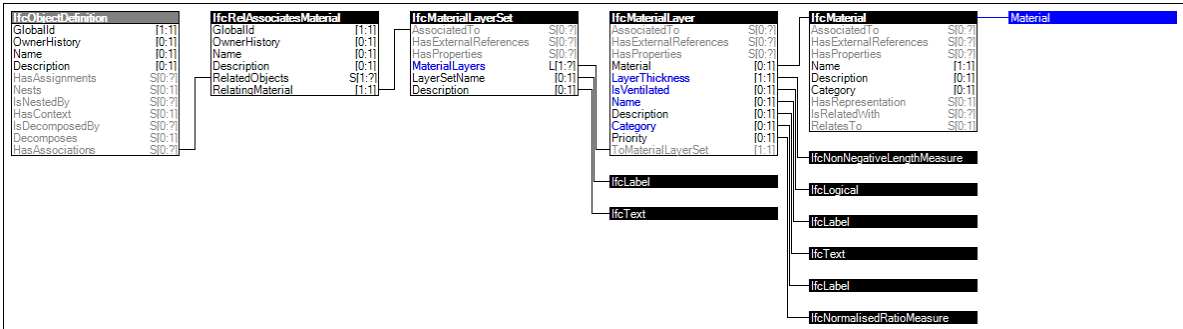 IfcObjectDefinition
GlobalId [1:1]
OwnerHistory [0:1]
Name [0:1]
Description [0:1]
HasAssignments S[0:?]
Nests S[0:1]
IsNestedBy S[0:?]
HasContext S[0:1]
IsDecomposedBy S[0:?]
Decomposes S[0:1]
HasAssociations S[0:?]
IfcRelAssociatesMaterial
GlobalId [1:1]
OwnerHistory [0:1]
Name [0:1]
Description [0:1]
RelatedObjects S[1:?]
RelatingMaterial [1:1]
IfcMaterialLayerSet
AssociatedTo S[0:?]
HasExternalReferences S[0:?]
HasProperties S[0:?]
MaterialLayers L[1:?]
LayerSetName [0:1]
Description [0:1]
IfcMaterialLayer
AssociatedTo S[0:?]
HasExternalReferences S[0:?]
HasProperties S[0:?]
Material [0:1]
LayerThickness [1:1]
IsVentilated [0:1]
Name [0:1]
Description [0:1]
Category [0:1]
Priority [0:1]
ToMaterialLayerSet [1:1]
IfcLabel
IfcText
IfcMaterial
AssociatedTo S[0:?]
HasExternalReferences S[0:?]
HasProperties S[0:?]
Name [1:1]
Description [0:1]
Category [0:1]
HasRepresentation S[0:1]
IsRelatedWith S[0:?]
RelatesTo S[0:1]
IfcNonNegativeLengthMeasure
IfcLogical
IfcLabel
IfcText
IfcLabel
IfcNormalisedRatioMeasure
Material